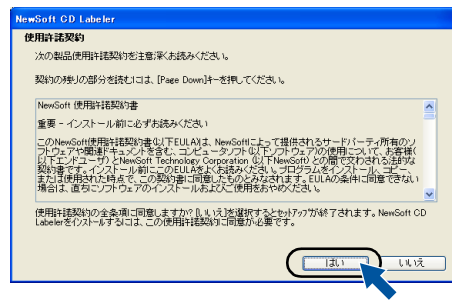 NewSoft CD Labeler
使用許諾契約
次の製品使用許諾契約を注意深くお読みください。
契約の残りの部分を読むには、[Page Down]キーを押してください。
NewSoft 使用許諾契約書
重要 - インストール前に必ずお読みください
このNewSoft使用許諾契約書(以下EULA)は、NewSoftによって提供されるサードパーティ所有のソ
フトウェアや関連ドキュメントを含む、コンピュータソフト(以下ソフトウェア)の使用について、お客様(
以下エンドユーザ)とNewSoft Technology Corporation (以下NewSoft) との間で交わされる法的な
契約書です。インストール前にこのEULAをよくお読みください。プログラムをインストール、コピー、
または使用された時点で、この契約書に同意したものとみなされます。EULAの条件に同意できない
場合は、直ちにソフトウェアのインストールおよびご使用をおやめください。
使用許諾契約の全条項に同意しますか? [いいえ]を選択するとセットアップが終了されます。NewSoft CD
Labelerをインストールするには、この使用許諾契約に同意が必要です。
はい
いいえ